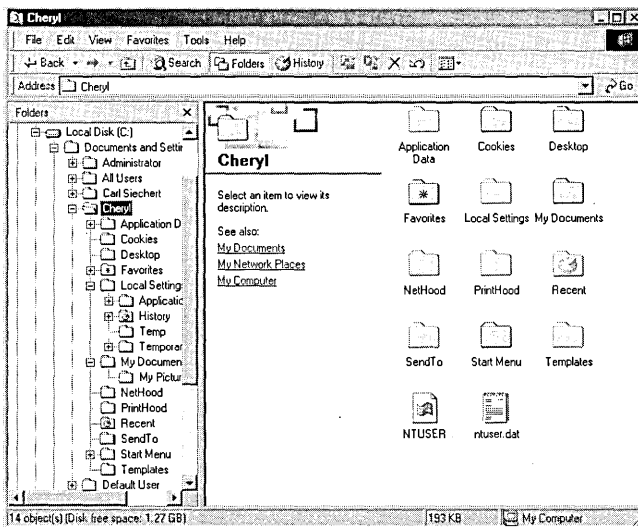 Cheryl
File Edit View Favorites Tools Help
Back Search Folders History
Address Cheryl Go
Folders
Local Disk (C:)
Documents and Settir
Administrator
All Users
Carl Siechert
Cheryl
Application D
Cookies
Desktop
Favorites
Local Setting:
Applicatic
History
Temp
Temporar
My Documen
My Pictur
NetHood
PrintHood
Recent
SendTo
Start Menu
Templates
Default User
Cheryl
Select an item to view its
description.
See also:
My Documents
My Network Places
My Computer
Application Data
Cookies
Desktop
Favorites
Local Settings
My Documents
NetHood
PrintHood
Recent
SendTo
Start Menu
Templates
NTUSER
ntuser.dat
14 object(s) (Disk free space: 1.27 GB)
193 KB
My Computer